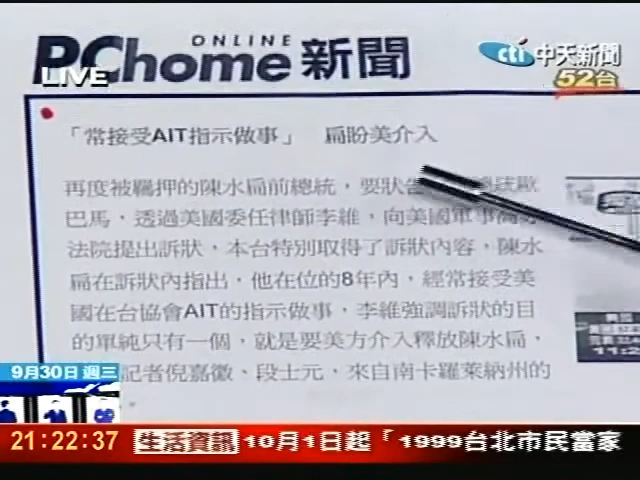 ONLINE
PChome 新聞
LIVE
cti 中天新聞
52台
「常接受AIT指示做事」 扁盼美介入
再度被羈押的陳水扁前總統,要狀告 統歐
巴馬,透過美國委任律師李維,向美國軍事高等
法院提出訴狀,本台特別取得了訴狀內容,陳水
扁在訴狀內指出,他在位的8年內,經常接受美
國在台協會AIT的指示做事,李維強調訴狀的目
的單純只有一個,就是要美方介入釋放陳水扁,
記者倪嘉徽、段士元,來自南卡羅萊納州的
9月30日 週三
21:22:37 生活資訊 10月1日起「1999台北市民當家